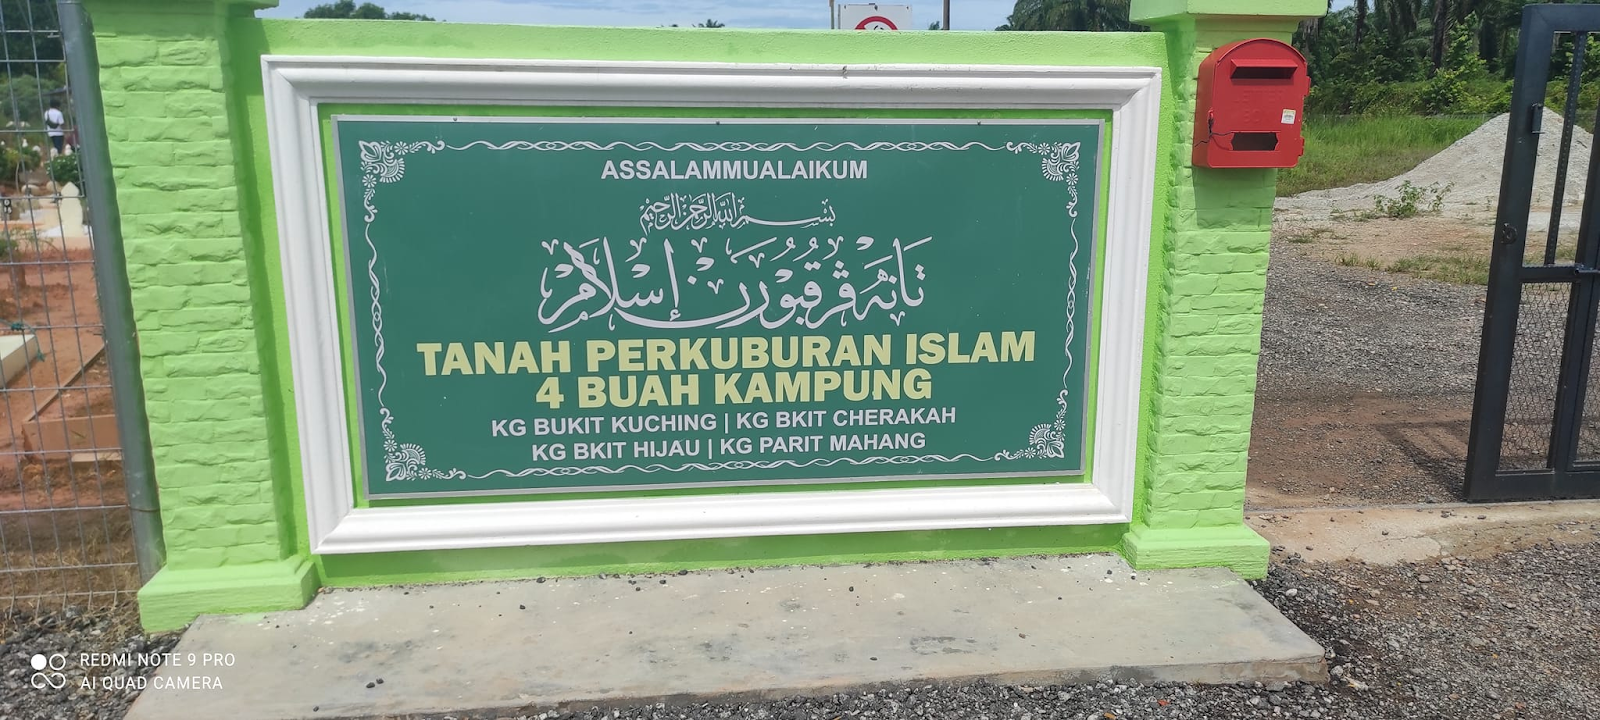 ASSALAMMUALAIKUM
بسم الله الرحمن الرحيم
تانه ڤرقبورن إسلام
TANAH PERKUBURAN ISLAM
4 BUAH KAMPUNG
KG BUKIT KUCHING | KG BKIT CHERAKAH
KG BKIT HIJAU | KG PARIT MAHANG
REDMI NOTE 9 PRO
AI QUAD CAMERA